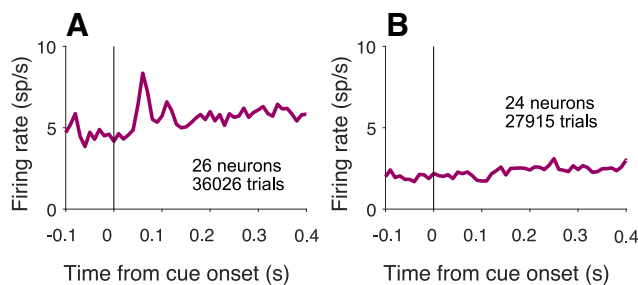 A
Firing rate (sp/s)
10
5
0
26 neurons
36026 trials
-0.1 0 0.1 0.2 0.3 0.4
Time from cue onset (s)
B
Firing rate (sp/s)
10
5
0
24 neurons
27915 trials
-0.1 0 0.1 0.2 0.3 0.4
Time from cue onset (s)